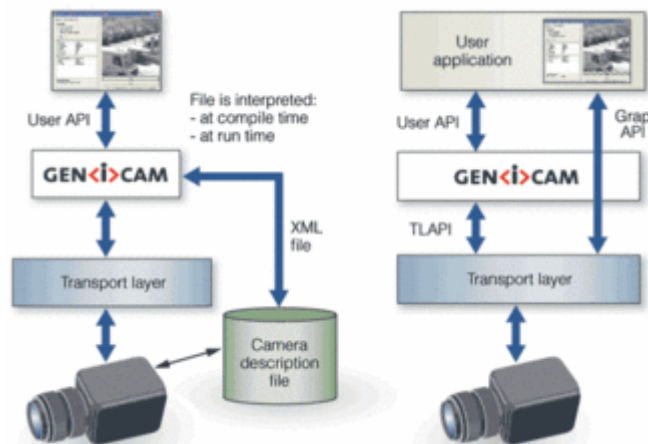 User API
File is interpreted:
- at compile time
- at run time
GEN<i>CAM
XML
file
Transport layer
Camera
description
file
User
application
User API
Grap
API
GEN<i>CAM
TLAPI
Transport layer